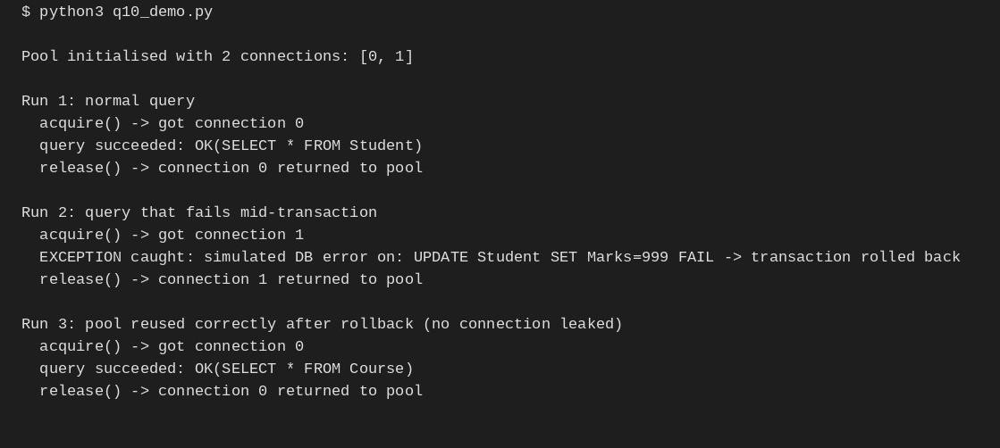 $ python3 q10_demo.py
Pool initialised with 2 connections: [0, 1]
Run 1: normal query
acquire() -> got connection 0
query succeeded: OK(SELECT * FROM Student)
release() -> connection 0 returned to pool
Run 2: query that fails mid-transaction
acquire() -> got connection 1
EXCEPTION caught: simulated DB error on: UPDATE Student SET Marks=999 FAIL -> transaction rolled back
release() -> connection 1 returned to pool
Run 3: pool reused correctly after rollback (no connection leaked)
acquire() -> got connection 0
query succeeded: OK(SELECT * FROM Course)
release() -> connection 0 returned to pool